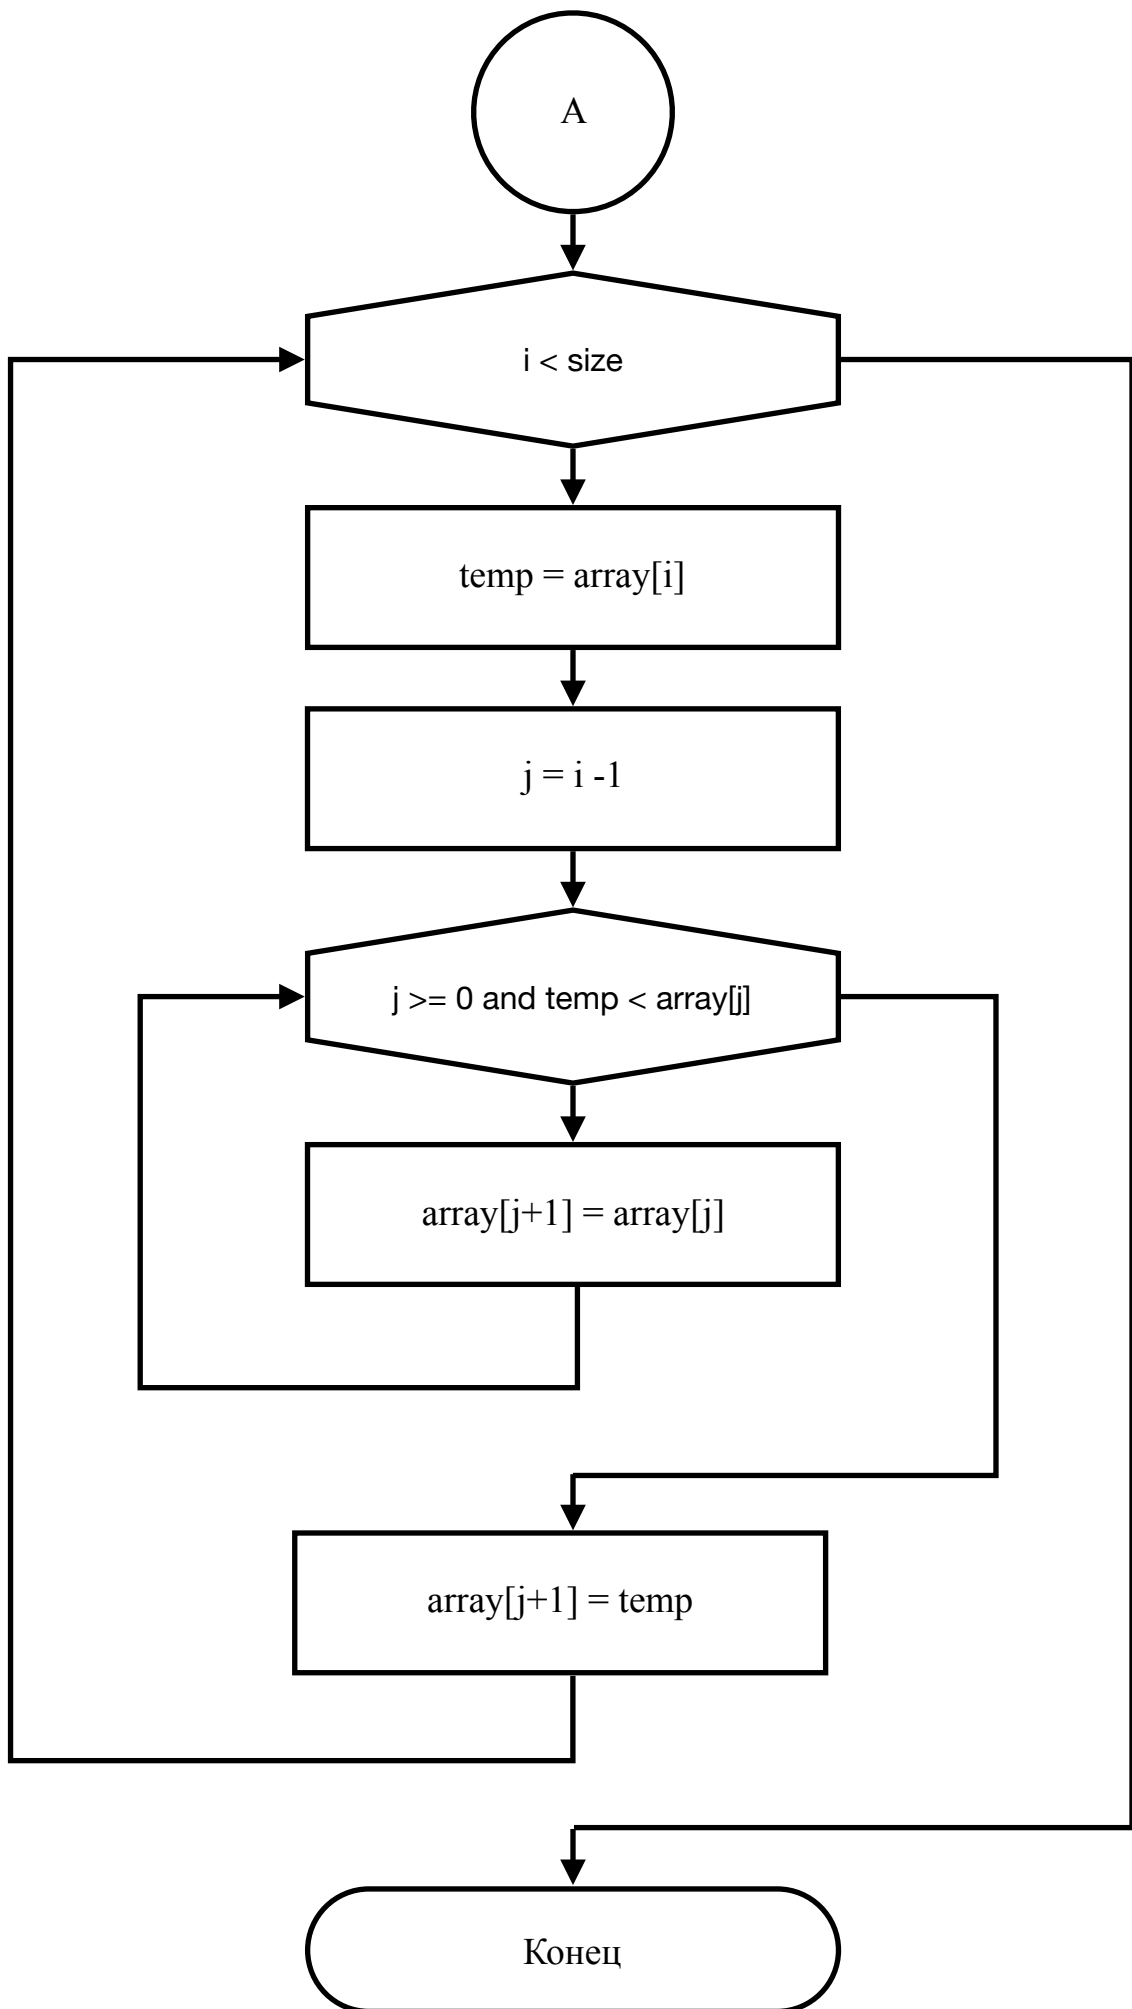 A
i < size
temp = array[i]
j = i -1
j >= 0 and temp < array[j]
array[j+1] = array[j]
array[j+1] = temp
Конец